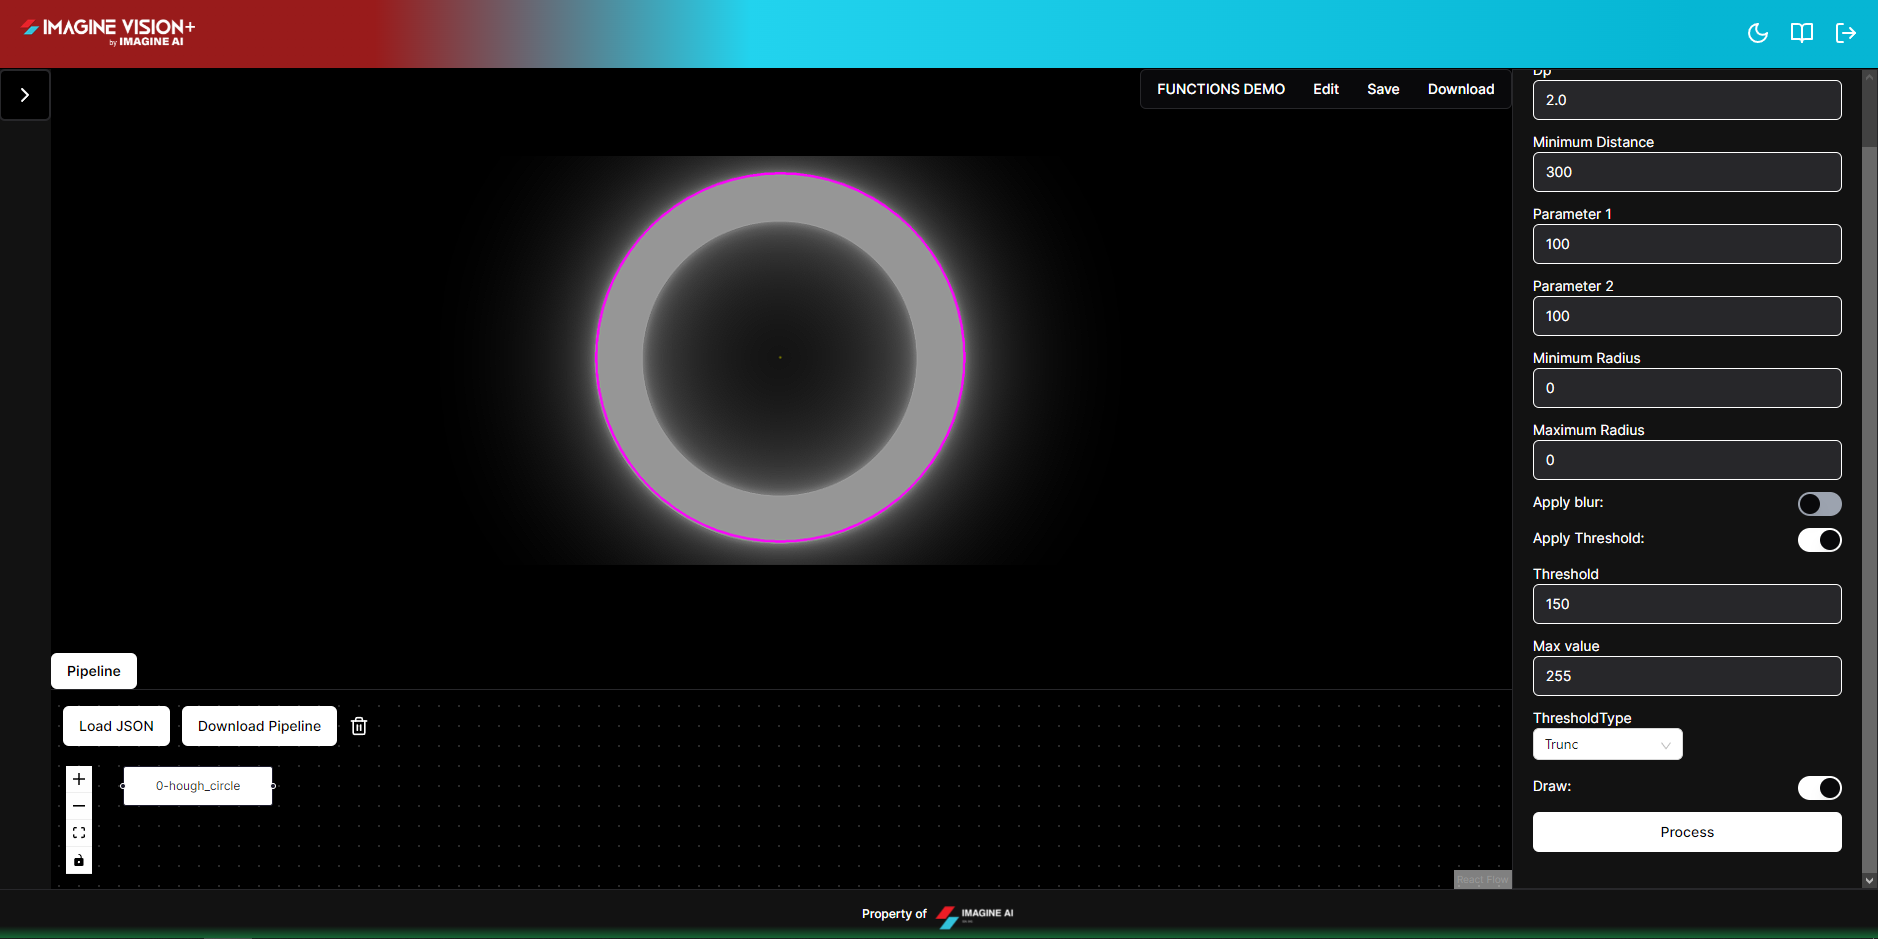 IMAGINE VISION+
by IMAGINE AI
FUNCTIONS DEMO Edit Save Download
Dp
2.0
Minimum Distance
300
Parameter 1
100
Parameter 2
100
Minimum Radius
0
Maximum Radius
0
Apply blur:
Apply Threshold:
Threshold
150
Max value
255
ThresholdType
Trunc
Draw:
Process
Pipeline
Load JSON Download Pipeline
0-hough_circle
React Flow
Property of IMAGINE AI